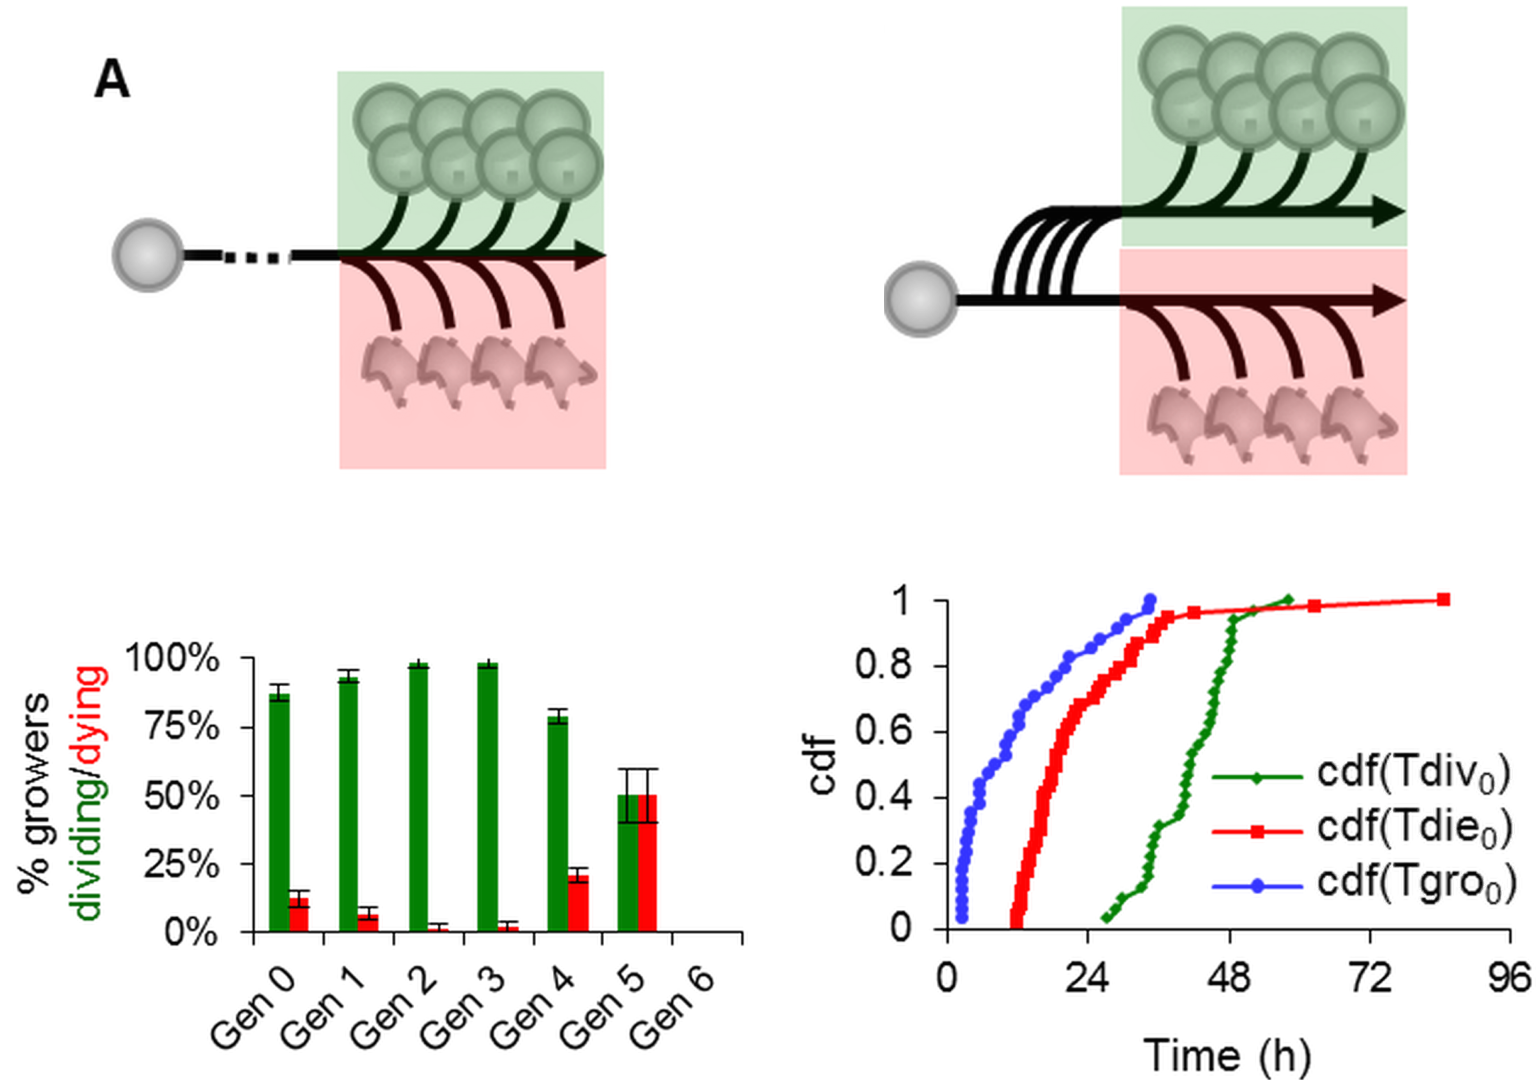 A
% growers
dividing/dying
100%
75%
50%
25%
0%
Gen 0
Gen 1
Gen 2
Gen 3
Gen 4
Gen 5
Gen 6
cdf
1
0.8
0.6
0.4
0.2
0
0
24
48
72
96
Time (h)
cdf(Tdiv₀)
cdf(Tdie₀)
cdf(Tgro₀)